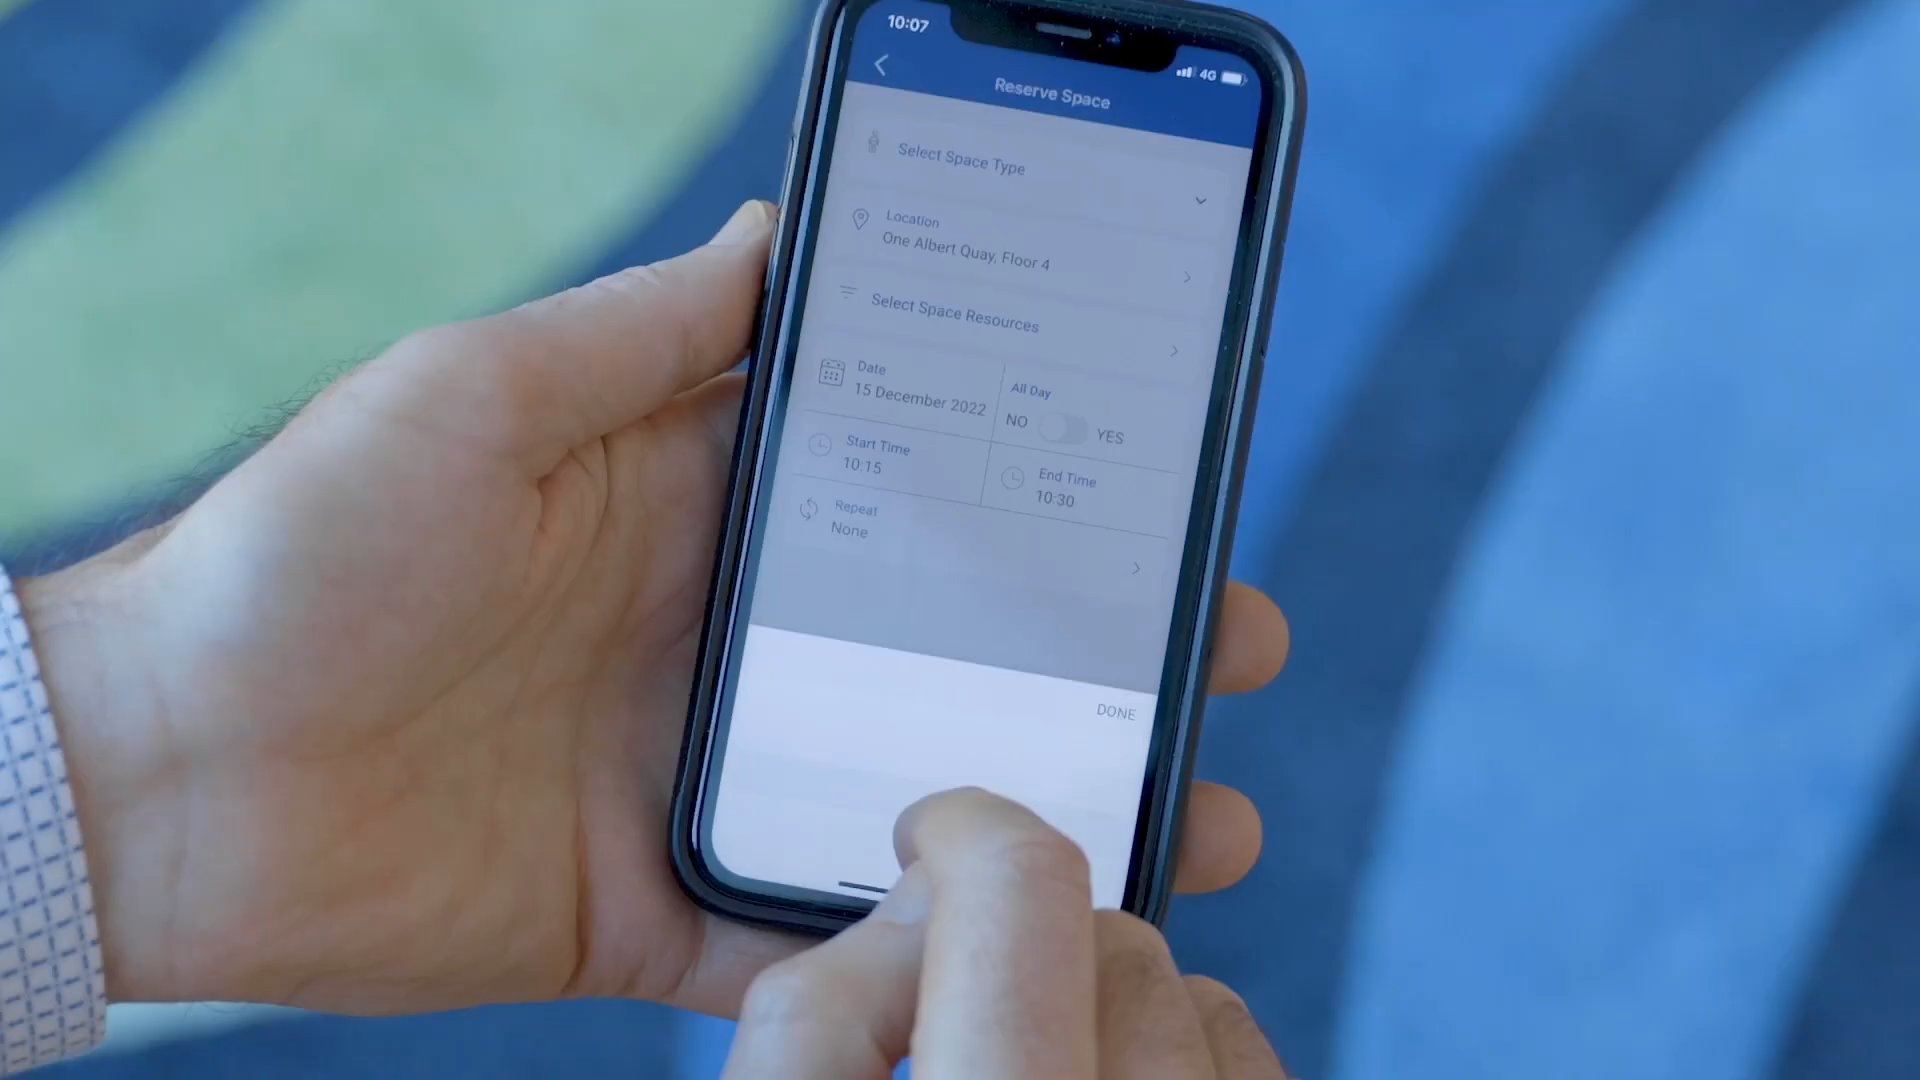 10:07
4G
Reserve Space
Select Space Type
Location
One Albert Quay, Floor 4
Select Space Resources
Date
15 December 2022
All Day
NO YES
Start Time
10:15
End Time
10:30
Repeat
None
DONE